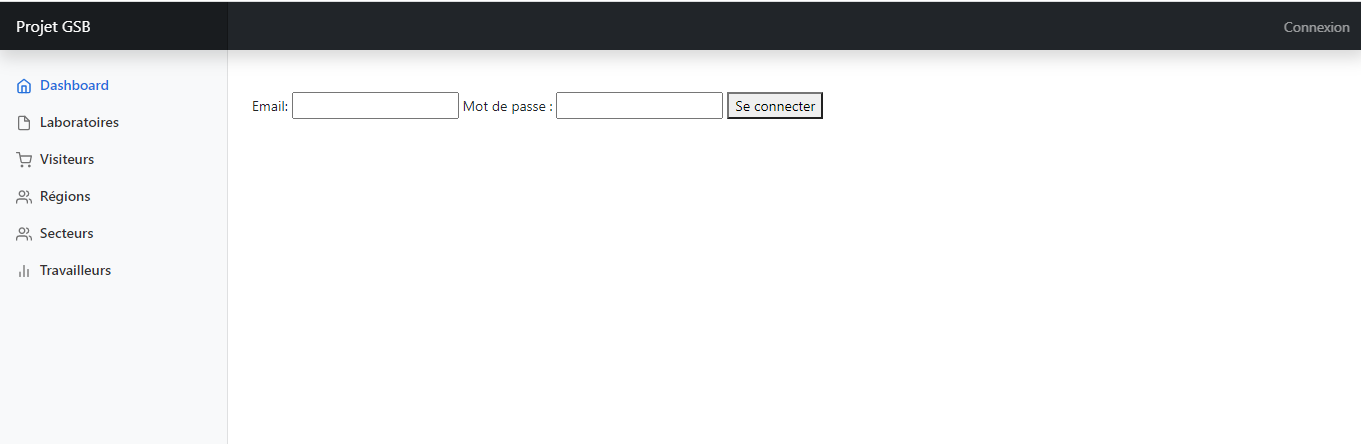 Projet GSB
Connexion
Dashboard
Laboratoires
Visiteurs
Régions
Secteurs
Travailleurs
Email: Mot de passe : Se connecter